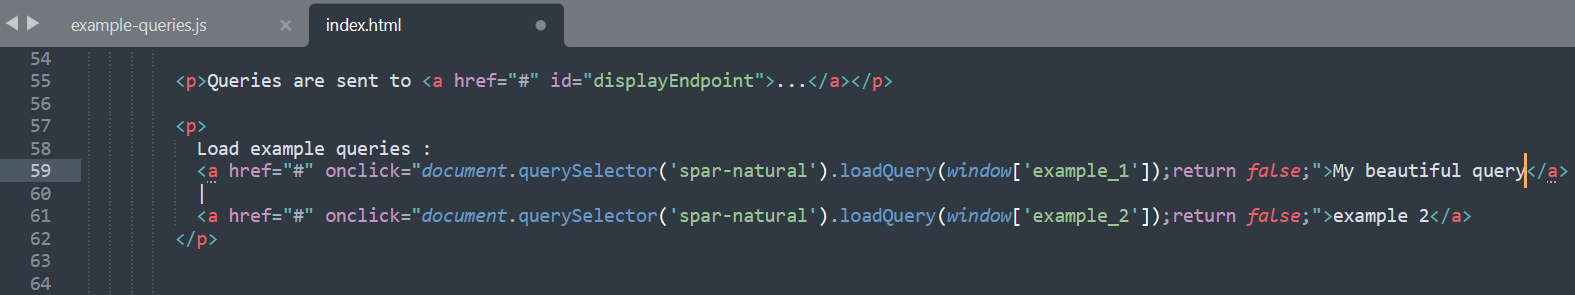 example-queries.js × index.html
54
55 <p>Queries are sent to <a href="#" id="displayEndpoint">...</a></p>
56
57 <p>
58 Load example queries :
59 <a href="#" onclick="document.querySelector('spar-natural').loadQuery(window['example_1']);return false;">My beautiful query</a>
60 |
61 <a href="#" onclick="document.querySelector('spar-natural').loadQuery(window['example_2']);return false;">example 2</a>
62 </p>
63
64